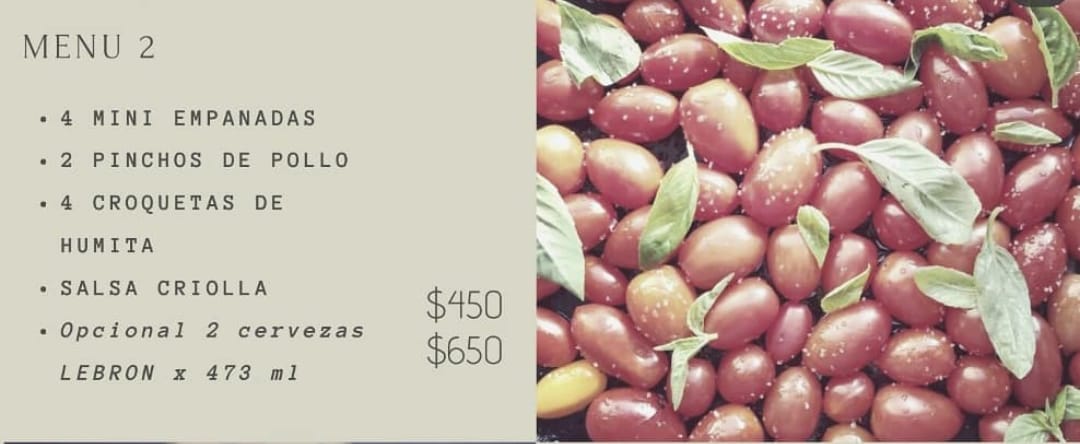 MENU 2
• 4 MINI EMPANADAS
• 2 PINCHOS DE POLLO
• 4 CROQUETAS DE
HUMITA
• SALSA CRIOLLA
• Opcional 2 cervezas
LEBRON x 473 ml
$450
$650